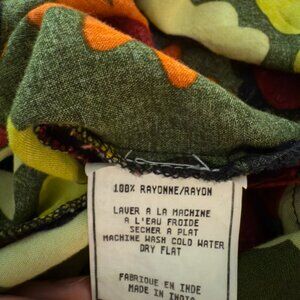 100% RAYONNE/RAYON
LAVER A LA MACHINE
A L'EAU FROIDE
SECHER A PLAT
MACHINE WASH COLD WATER
DRY FLAT
FABRIQUE EN INDE
MADE IN INDIA